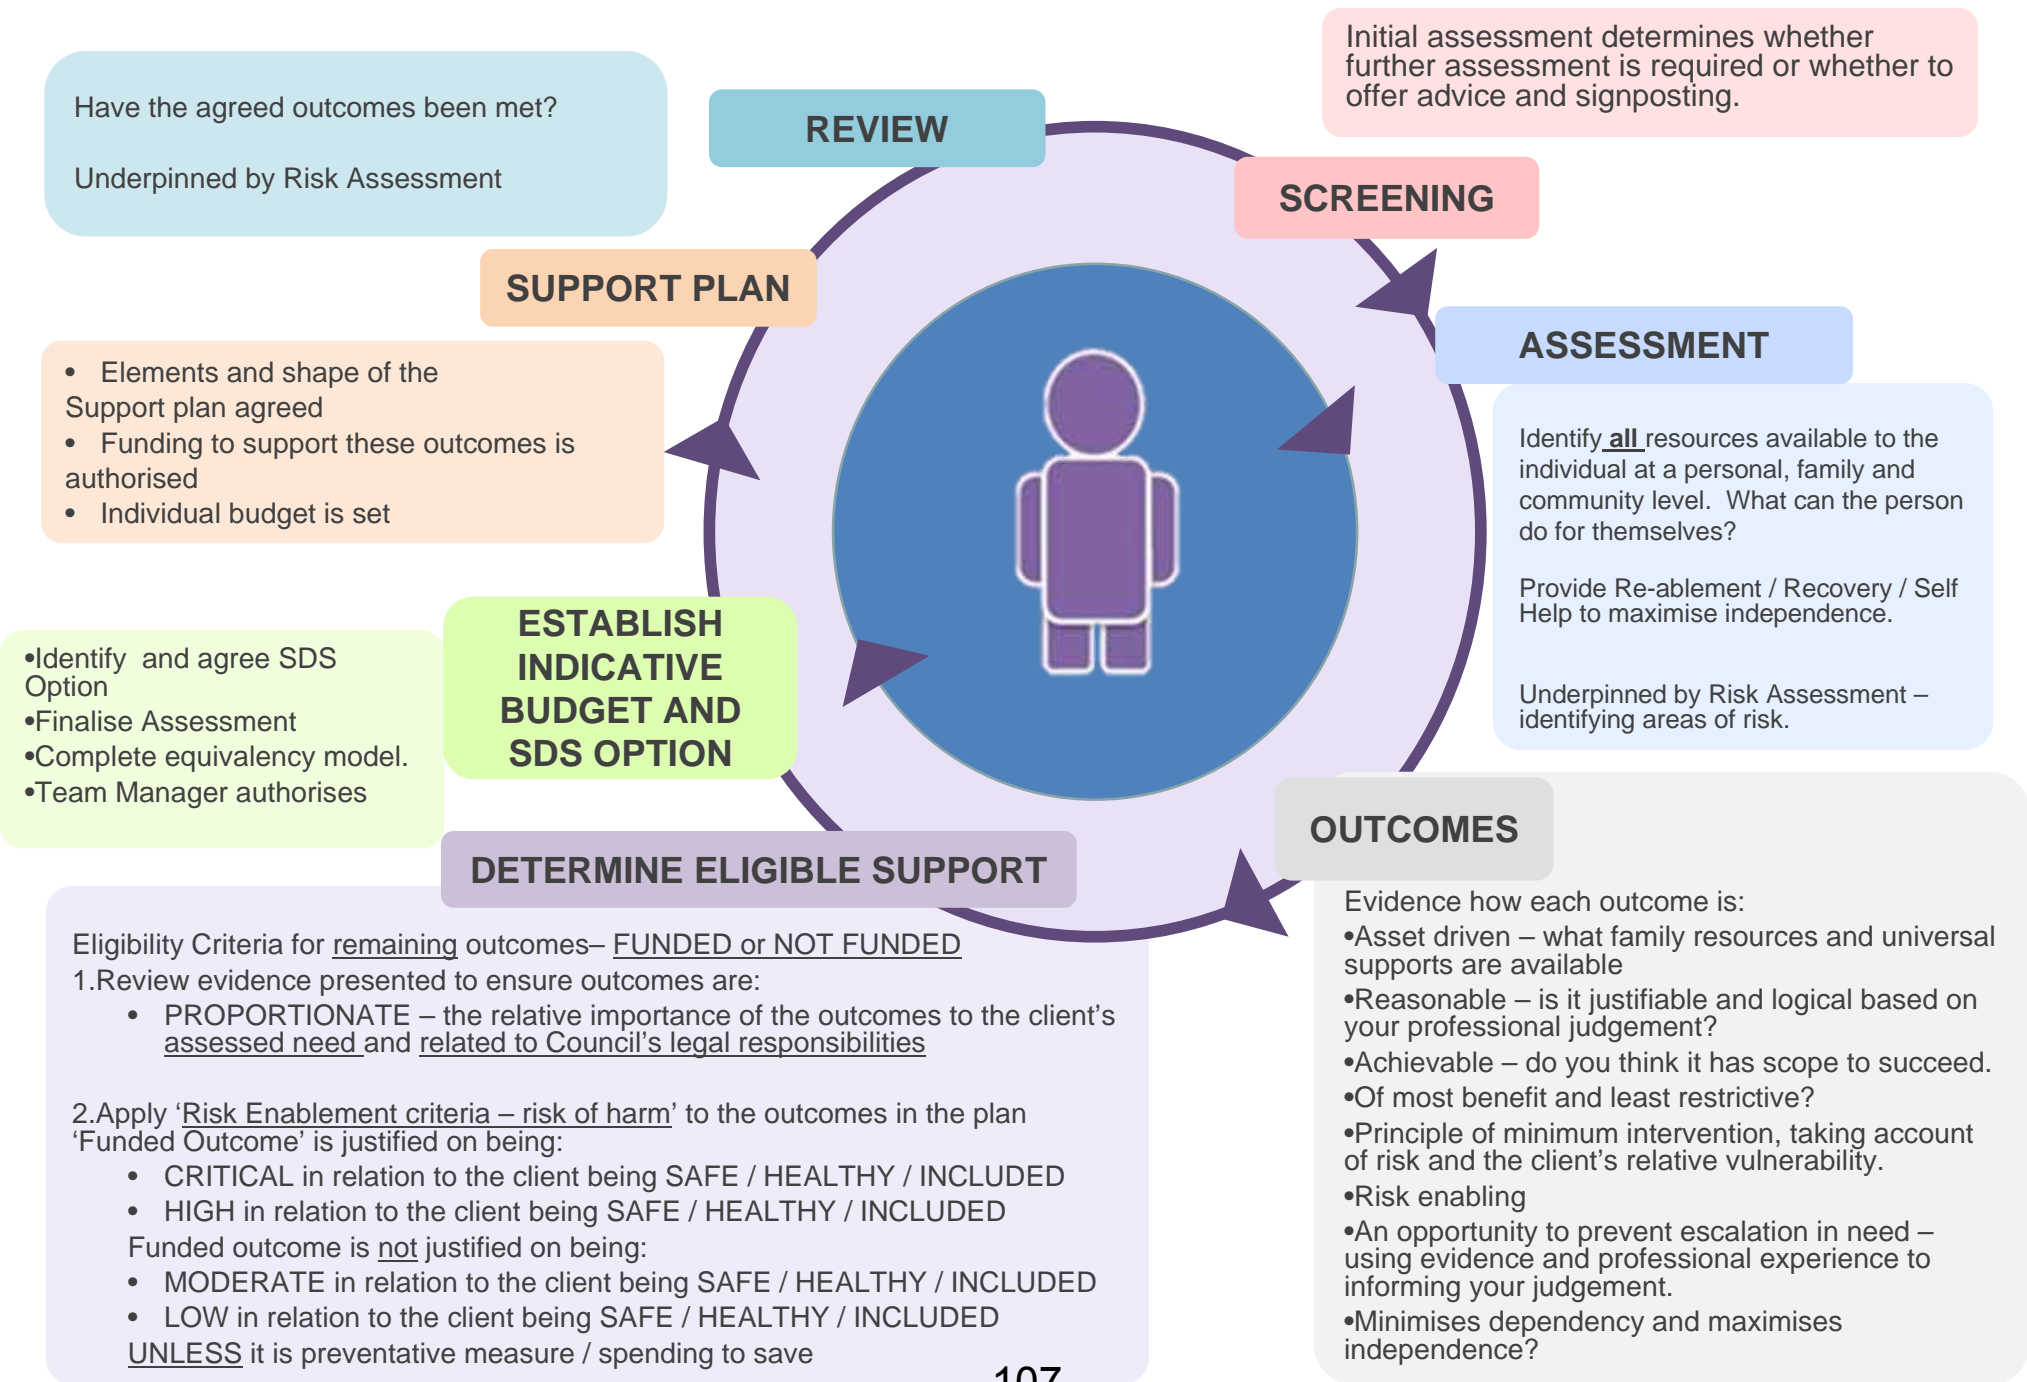 Have the agreed outcomes been met?
Underpinned by Risk Assessment
REVIEW
Initial assessment determines whether
further assessment is required or whether to
offer advice and signposting.
SCREENING
SUPPORT PLAN
• Elements and shape of the
Support plan agreed
• Funding to support these outcomes is
authorised
• Individual budget is set
ASSESSMENT
Identify all resources available to the
individual at a personal, family and
community level.  What can the person
do for themselves?
Provide Re-ablement / Recovery / Self
Help to maximise independence.
Underpinned by Risk Assessment –
identifying areas of risk.
ESTABLISH
INDICATIVE
BUDGET AND
SDS OPTION
•Identify  and agree SDS
Option
•Finalise Assessment
•Complete equivalency model.
•Team Manager authorises
OUTCOMES
Evidence how each outcome is:
•Asset driven – what family resources and universal
supports are available
•Reasonable – is it justifiable and logical based on
your professional judgement?
•Achievable – do you think it has scope to succeed.
•Of most benefit and least restrictive?
•Principle of minimum intervention, taking account
of risk and the client’s relative vulnerability.
•Risk enabling
•An opportunity to prevent escalation in need –
using evidence and professional experience to
informing your judgement.
•Minimises dependency and maximises
independence?
DETERMINE ELIGIBLE SUPPORT
Eligibility Criteria for remaining outcomes– FUNDED or NOT FUNDED
1.Review evidence presented to ensure outcomes are:
• PROPORTIONATE – the relative importance of the outcomes to the client’s
assessed need and related to Council’s legal responsibilities
2.Apply ‘Risk Enablement criteria – risk of harm’ to the outcomes in the plan
‘Funded Outcome’ is justified on being:
• CRITICAL in relation to the client being SAFE / HEALTHY / INCLUDED
• HIGH in relation to the client being SAFE / HEALTHY / INCLUDED
Funded outcome is not justified on being:
• MODERATE in relation to the client being SAFE / HEALTHY / INCLUDED
• LOW in relation to the client being SAFE / HEALTHY / INCLUDED
UNLESS it is preventative measure / spending to save
107